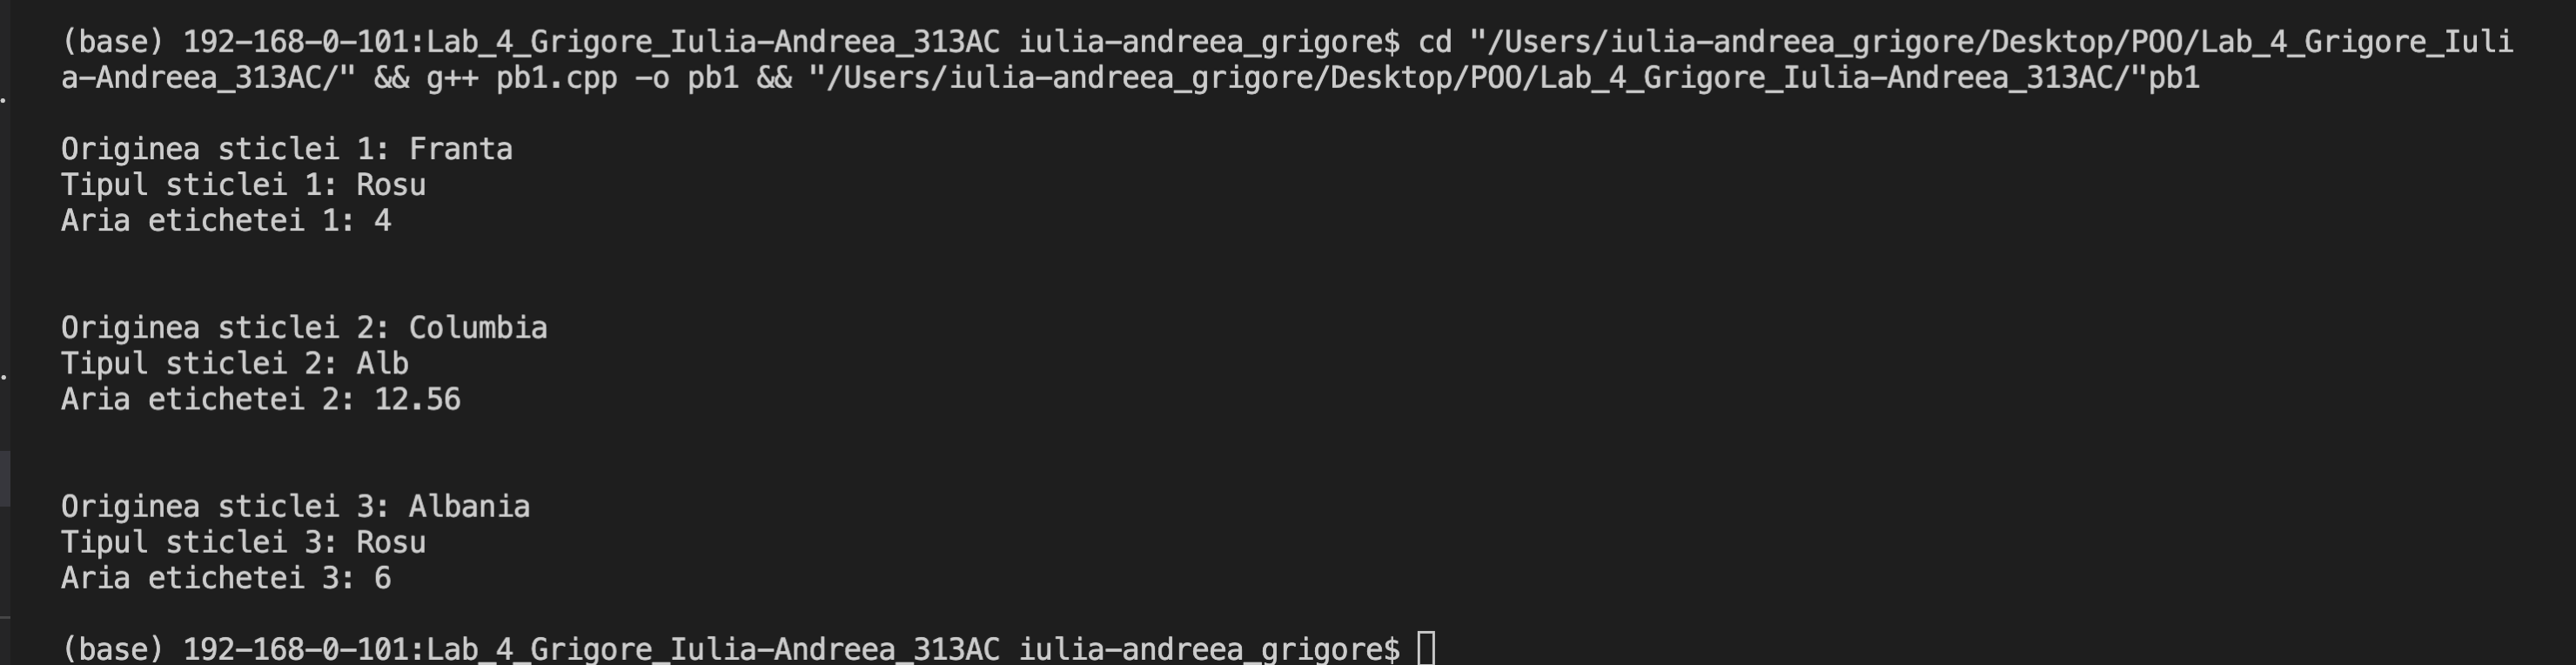 (base) 192-168-0-101:Lab_4_Grigore_Iulia-Andreea_313AC iulia-andreea_grigore$ cd "/Users/iulia-andreea_grigore/Desktop/POO/Lab_4_Grigore_Iuli
a-Andreea_313AC/" && g++ pb1.cpp -o pb1 && "/Users/iulia-andreea_grigore/Desktop/POO/Lab_4_Grigore_Iulia-Andreea_313AC/"pb1
Originea sticlei 1: Franta
Tipul sticlei 1: Rosu
Aria etichetei 1: 4
Originea sticlei 2: Columbia
Tipul sticlei 2: Alb
Aria etichetei 2: 12.56
Originea sticlei 3: Albania
Tipul sticlei 3: Rosu
Aria etichetei 3: 6
(base) 192-168-0-101:Lab_4_Grigore_Iulia-Andreea_313AC iulia-andreea_grigore$